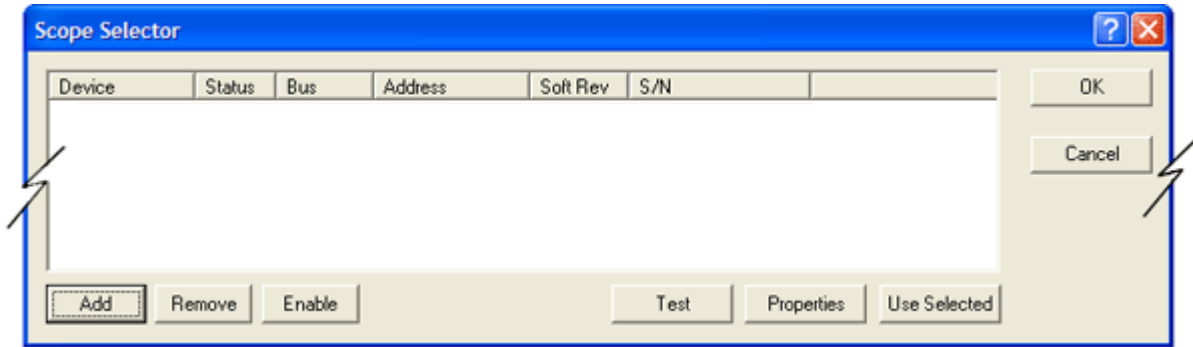 Scope Selector
Device Status Bus Address Soft Rev S/N
OK
Cancel
Add Remove Enable Test Properties Use Selected